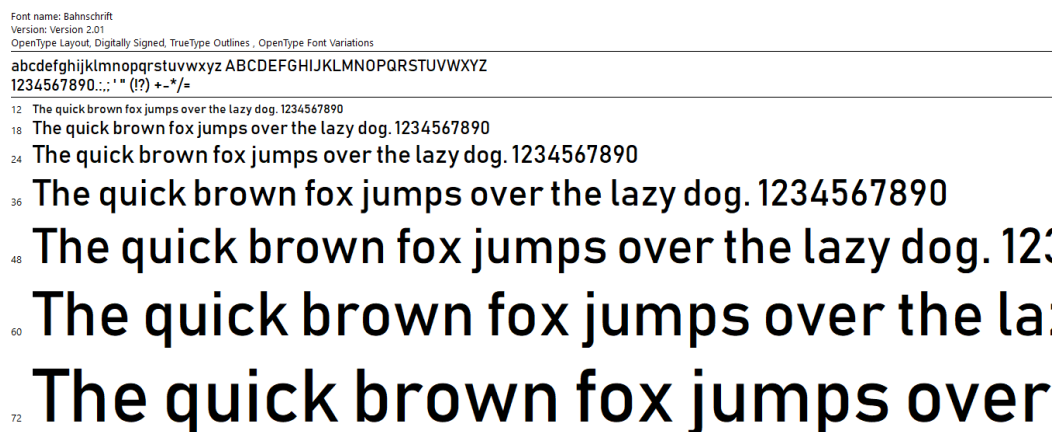 Font name: Bahnschrift
Version: Version 2.01
OpenType Layout, Digitally Signed, TrueType Outlines , OpenType Font Variations
abcdefghijklmnopqrstuvwxyz ABCDEFGHIJKLMNOPQRSTUVWXYZ
1234567890.:,; ' " (!?) +-*/=
12 The quick brown fox jumps over the lazy dog. 1234567890
18 The quick brown fox jumps over the lazy dog. 1234567890
24 The quick brown fox jumps over the lazy dog. 1234567890
36 The quick brown fox jumps over the lazy dog. 1234567890
48 The quick brown fox jumps over the lazy dog. 123
60 The quick brown fox jumps over the la
72 The quick brown fox jumps over